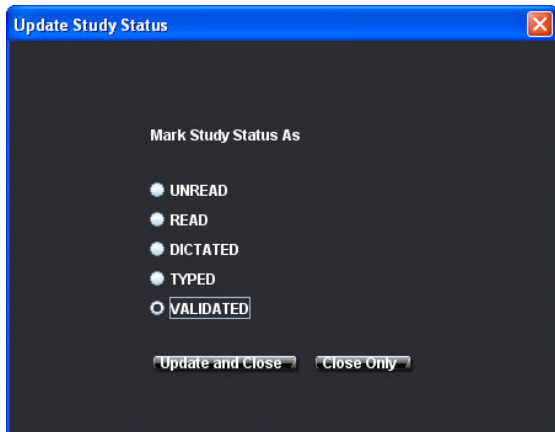 Update Study Status
Mark Study Status As
UNREAD
READ
DICTATED
TYPED
VALIDATED
Update and Close Close Only